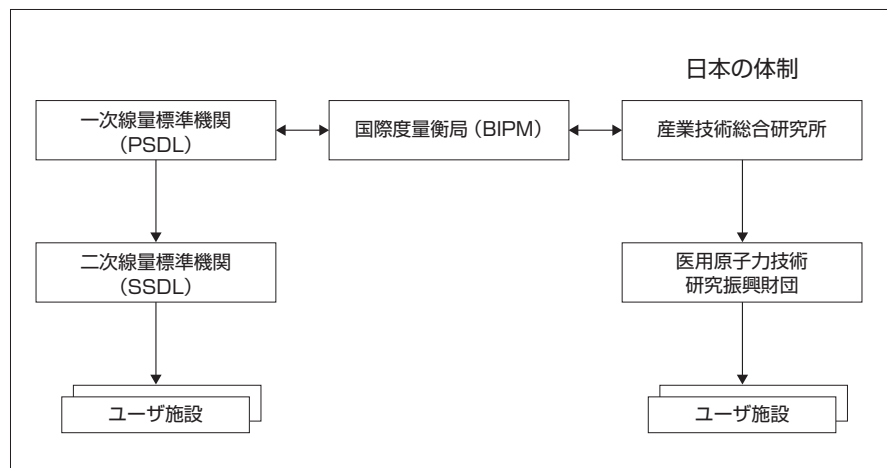 日本の体制
一次線量標準機関
（PSDL）
国際度量衡局（BIPM）
産業技術総合研究所
二次線量標準機関
（SSDL）
医用原子力技術
研究振興財団
ユーザ施設
ユーザ施設